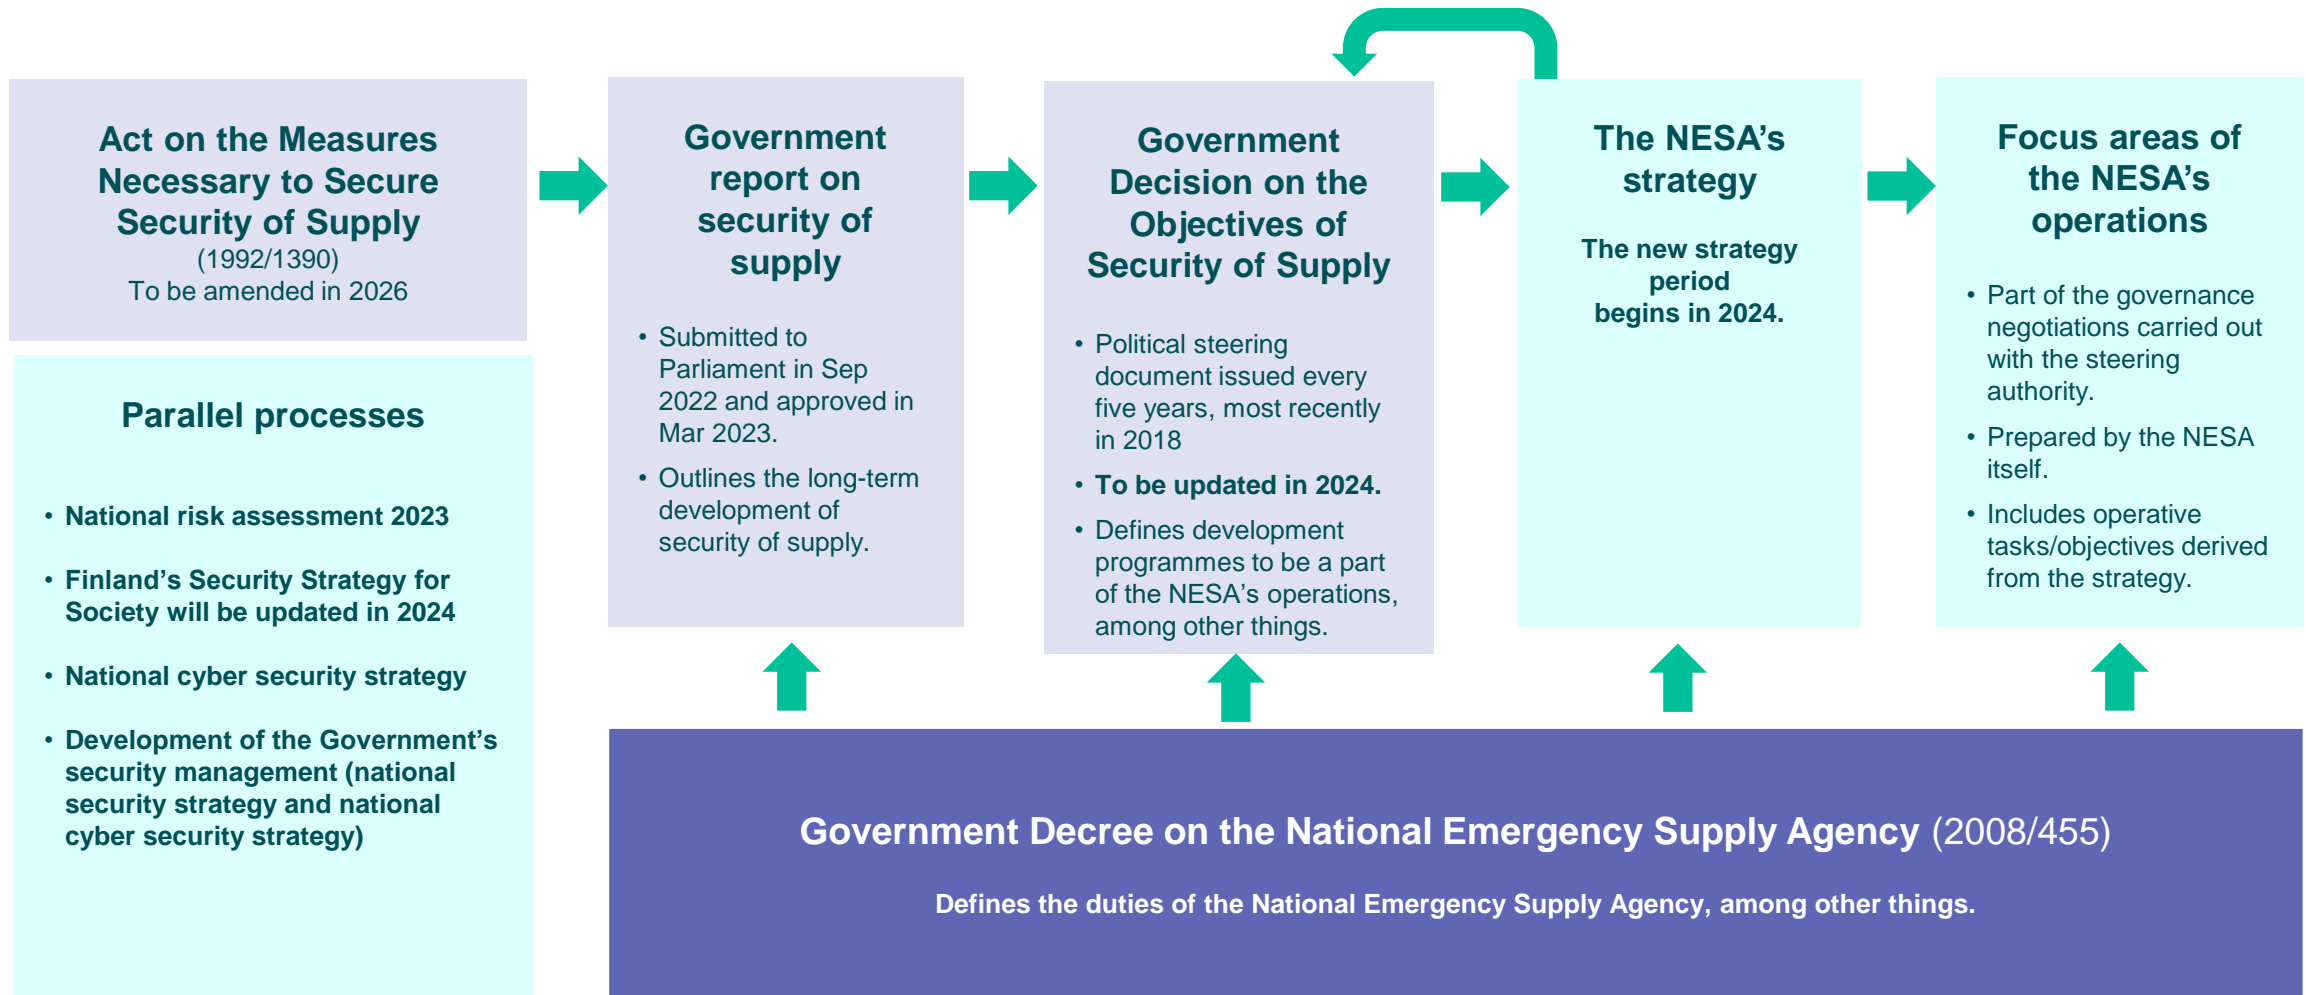 Act on the Measures
Necessary to Secure
Security of Supply
(1992/1390)
To be amended in 2026
Parallel processes
• National risk assessment 2023
• Finland’s Security Strategy for
Society will be updated in 2024
• National cyber security strategy
• Development of the Government’s
security management (national
security strategy and national
cyber security strategy)
Government
report on
security of
supply
• Submitted to
Parliament in Sep
2022 and approved in
Mar 2023.
• Outlines the long-term
development of
security of supply.
Government
Decision on the
Objectives of
Security of Supply
• Political steering
document issued every
five years, most recently
in 2018
• To be updated in 2024.
• Defines development
programmes to be a part
of the NESA’s operations,
among other things.
The NESA’s
strategy
The new strategy
period
begins in 2024.
Focus areas of
the NESA’s
operations
• Part of the governance
negotiations carried out
with the steering
authority.
• Prepared by the NESA
itself.
• Includes operative
tasks/objectives derived
from the strategy.
Government Decree on the National Emergency Supply Agency (2008/455)
Defines the duties of the National Emergency Supply Agency, among other things.